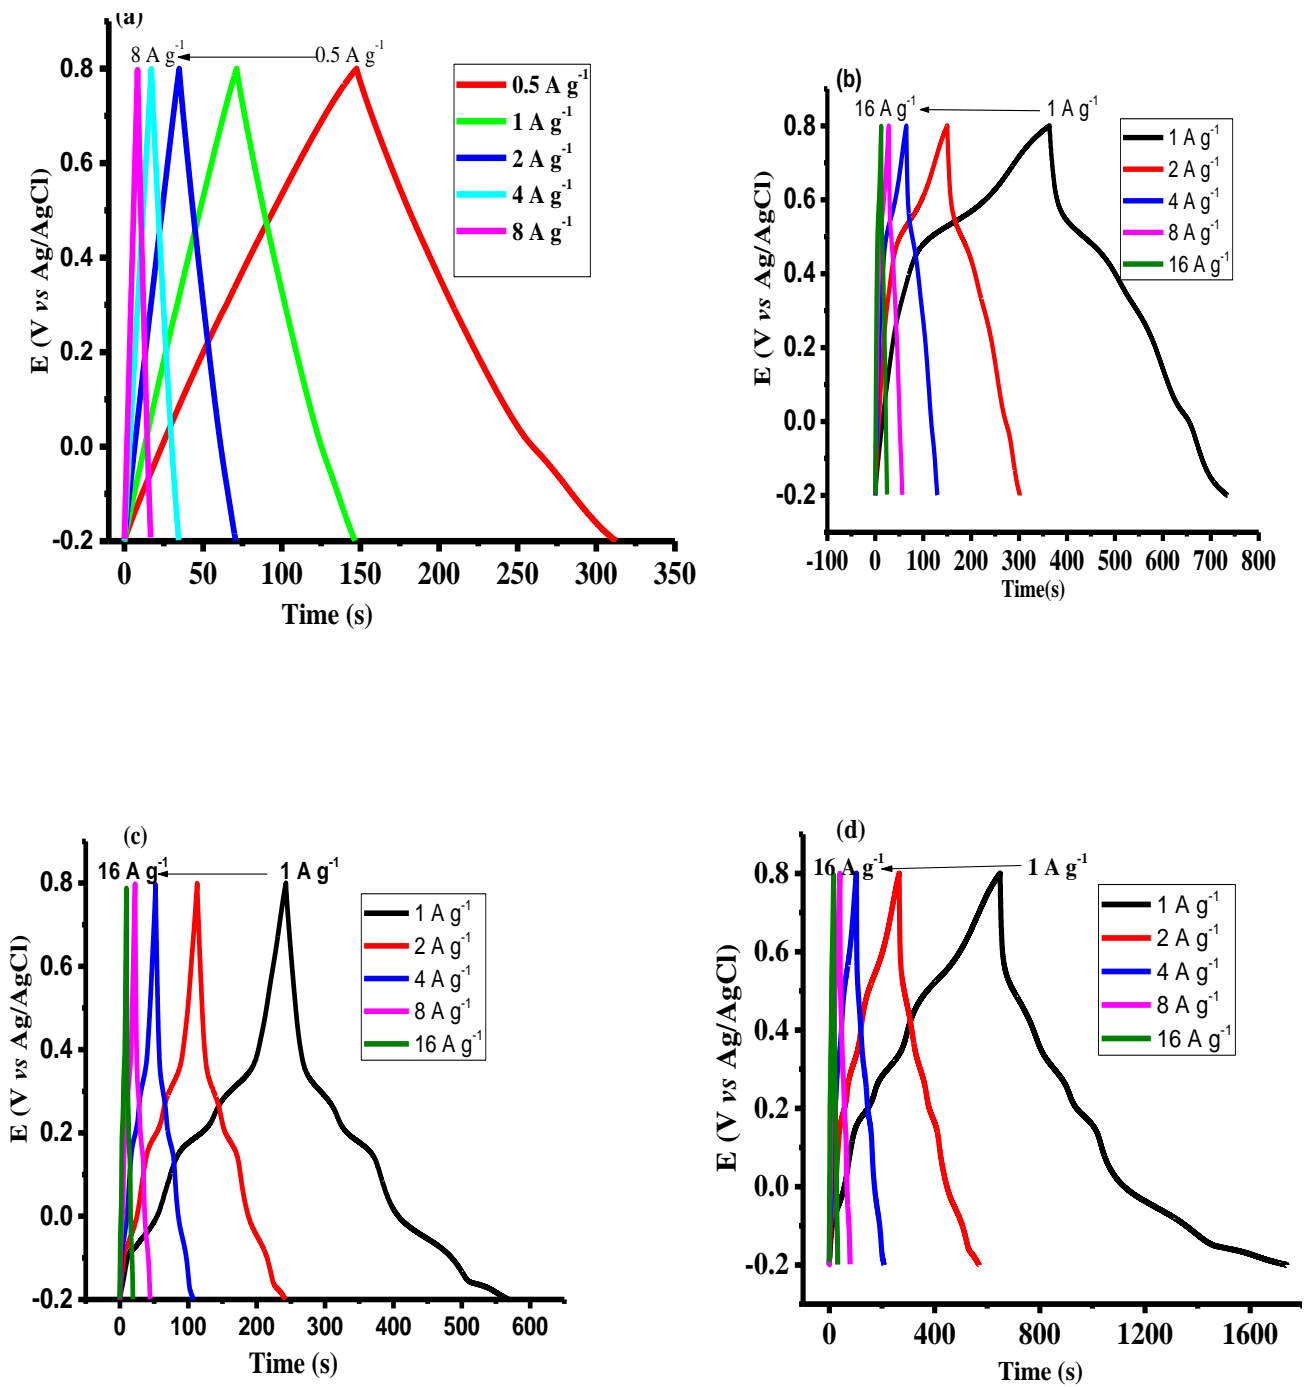 (a)
8 A g-1
0.5 A g-1
0.5 A g-1
1 A g-1
2 A g-1
4 A g-1
8 A g-1
0.8
0.6
0.4
0.2
0.0
-0.2
E (V vs Ag/AgCl)
0 50 100 150 200 250 300 350
Time (s)
(b)
16 A g-1
1 A g-1
1 A g-1
2 A g-1
4 A g-1
8 A g-1
16 A g-1
0.8
0.6
0.4
0.2
0.0
-0.2
E (V vs Ag/AgCl)
-100 0 100 200 300 400 500 600 700 800
Time(s)
(c)
16 A g-1
1 A g-1
1 A g-1
2 A g-1
4 A g-1
8 A g-1
16 A g-1
0.8
0.6
0.4
0.2
0.0
-0.2
E (V vs Ag/AgCl)
0 100 200 300 400 500 600
Time (s)
(d)
16 A g-1
1 A g-1
1 A g-1
2 A g-1
4 A g-1
8 A g-1
16 A g-1
0.8
0.6
0.4
0.2
0.0
-0.2
E (V vs Ag/AgCl)
0 400 800 1200 1600
Time (s)